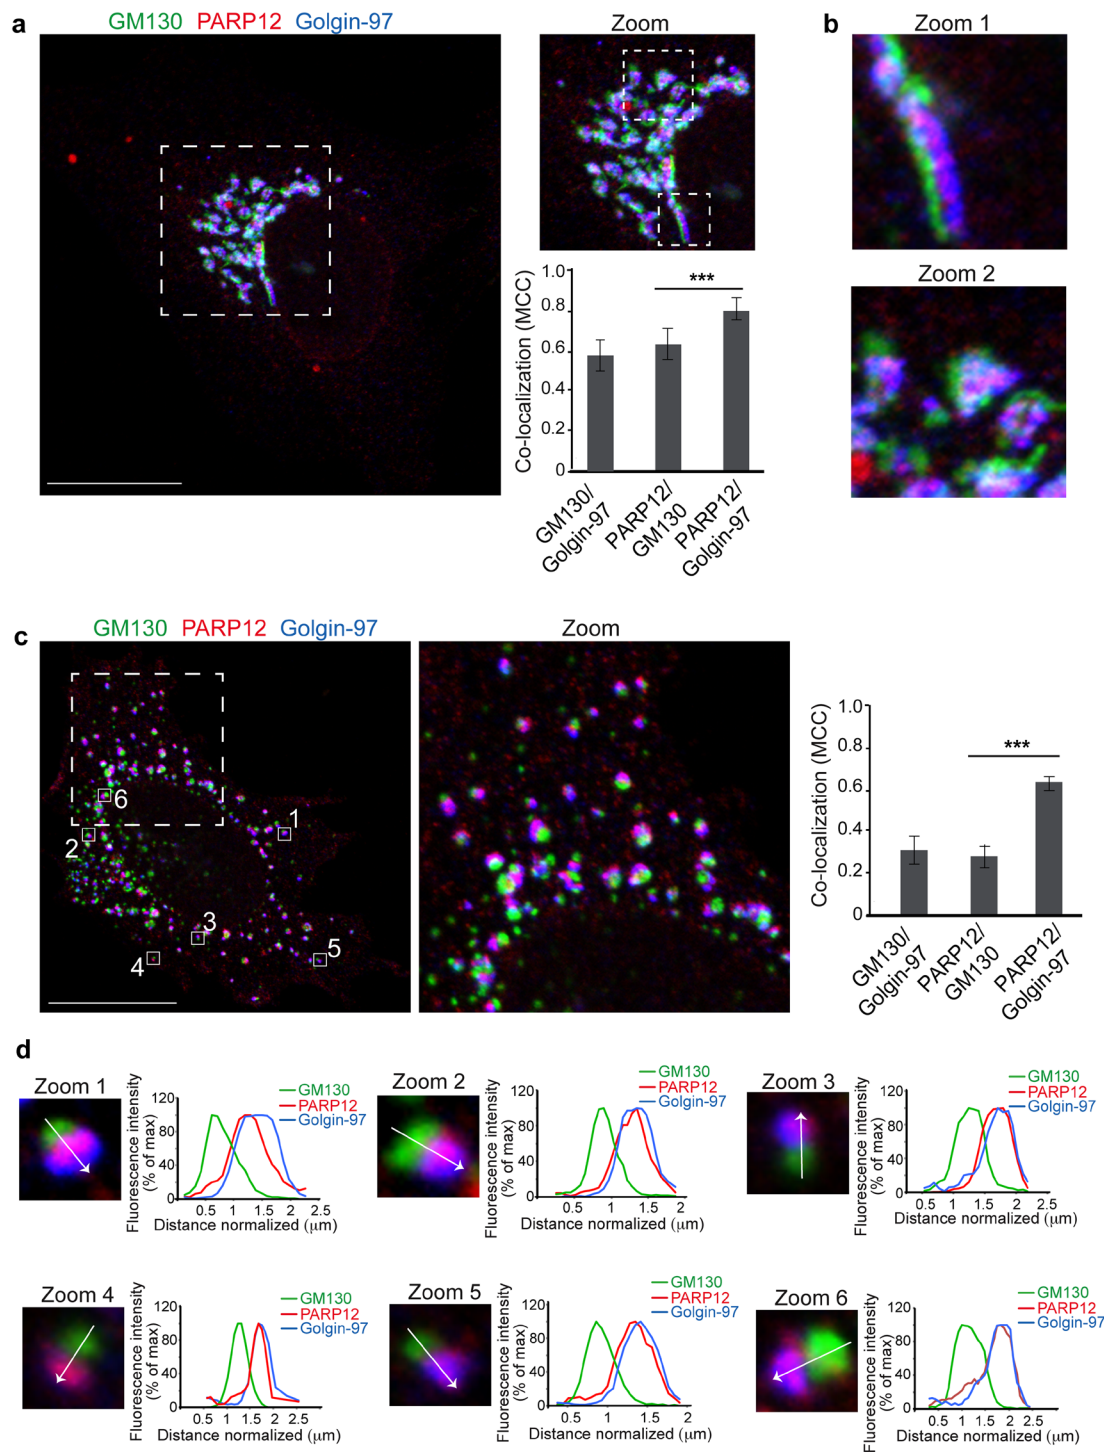 a
GM130 PARP12 Golgin-97
Zoom
b
Zoom 1
Zoom 2
Co-localization (MCC)
1.0
0.8
0.6
0.4
0.2
0
***
GM130/
Golgin-97
PARP12/
GM130
PARP12/
Golgin-97
c
GM130 PARP12 Golgin-97
Zoom
6
1
2
3
4
5
Co-localization (MCC)
1.0
0.8
0.6
0.4
0.2
0
***
GM130/
Golgin-97
PARP12/
GM130
PARP12/
Golgin-97
d
Zoom 1
Fluorescence intensity
(% of max)
120
80
40
0
GM130
PARP12
Golgin-97
0.5 1 1.5 2 2.5
Distance normalized (μm)
Zoom 2
Fluorescence intensity
(% of max)
120
80
40
0
GM130
PARP12
Golgin-97
0.5 1 1.5 2
Distance normalized (μm)
Zoom 3
Fluorescence intensity
(% of max)
120
80
40
0
GM130
PARP12
Golgin-97
0.5 1 1.5 2 2.5
Distance normalized (μm)
Zoom 4
Fluorescence intensity
(% of max)
120
80
40
0
GM130
PARP12
Golgin-97
0.5 1 1.5 2 2.5
Distance normalized (μm)
Zoom 5
Fluorescence intensity
(% of max)
120
80
40
0
GM130
PARP12
Golgin-97
0.5 1 1.5 2
Distance normalized (μm)
Zoom 6
Fluorescence intensity
(% of max)
120
80
40
0
GM130
PARP12
Golgin-97
0.5 1 1.5 2 2.5
Distance normalized (μm)